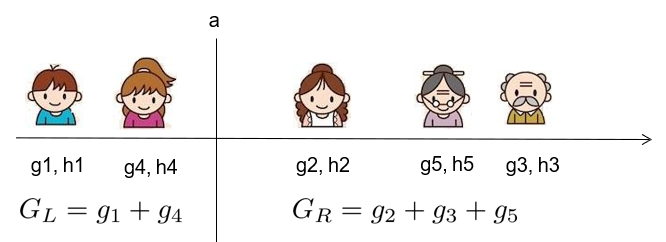 a
g1, h1 g4, h4 g2, h2 g5, h5 g3, h3
G_L = g_1 + g_4 G_R = g_2 + g_3 + g_5